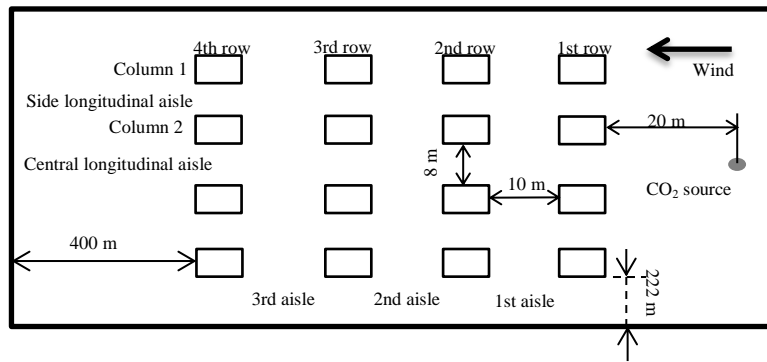 4th row 3rd row 2nd row 1st row
Column 1
Wind
Side longitudinal aisle
Column 2
20 m
Central longitudinal aisle
8 m
10 m
CO₂ source
400 m
222 m
3rd aisle 2nd aisle 1st aisle